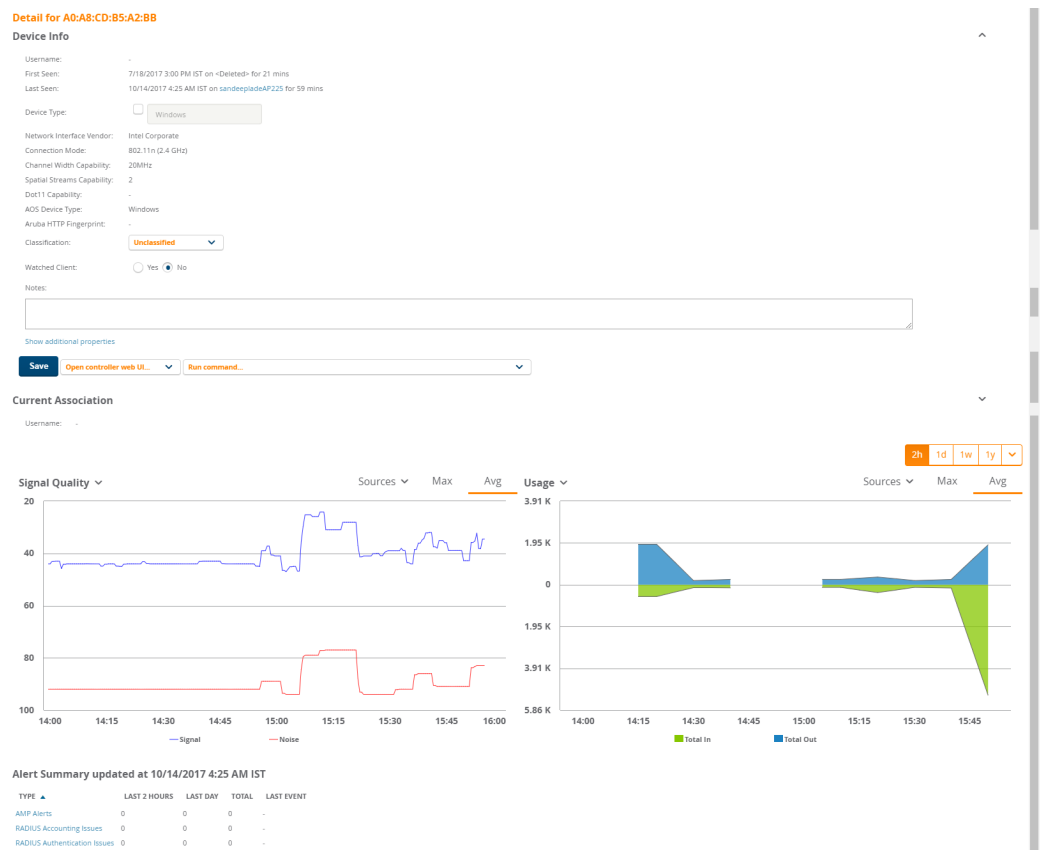 Detail for A0:A8:CD:B5:A2:BB
Device Info
Username: -
First Seen: 7/18/2017 3:00 PM IST on <Deleted> for 21 mins
Last Seen: 10/14/2017 4:25 AM IST on sandeepladeAP225 for 59 mins
Device Type: Windows
Network Interface Vendor: Intel Corporate
Connection Mode: 802.11n (2.4 GHz)
Channel Width Capability: 20MHz
Spatial Streams Capability: 2
Dot11 Capability: -
AOS Device Type: Windows
Aruba HTTP Fingerprint: -
Classification: Unclassified
Watched Client: Yes No
Notes:
Show additional properties
Save Open controller web UI... Run command...
Current Association
Username: -
2h 1d 1w 1y
Signal Quality Sources Max Avg
20
40
60
80
100
14:00 14:15 14:30 14:45 15:00 15:15 15:30 15:45 16:00
Signal Noise
Usage Sources Max Avg
3.91 K
1.95 K
0
1.95 K
3.91 K
5.86 K
14:00 14:15 14:30 14:45 15:00 15:15 15:30 15:45
Total In Total Out
Alert Summary updated at 10/14/2017 4:25 AM IST
TYPE LAST 2 HOURS LAST DAY TOTAL LAST EVENT
AMP Alerts 0 0 0 -
RADIUS Accounting Issues 0 0 0 -
RADIUS Authentication Issues 0 0 0 -